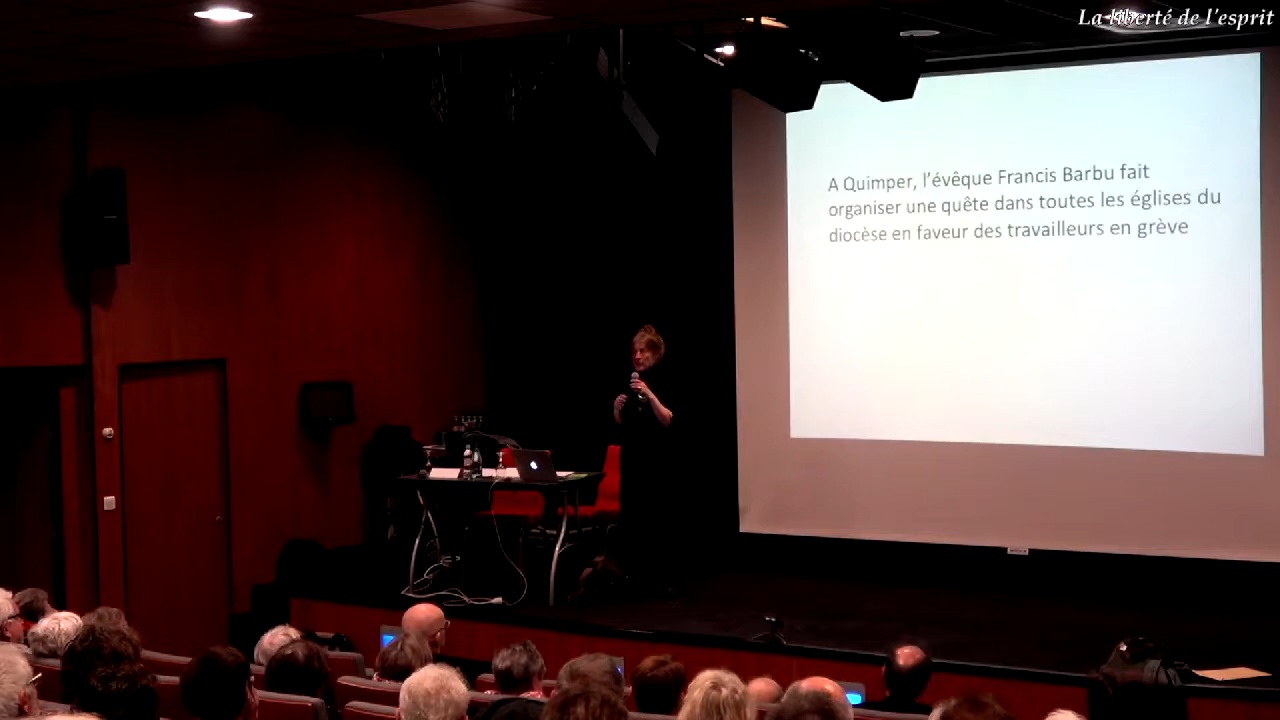 La liberté de l'esprit
A Quimper, l'évêque Francis Barbu fait
organiser une quête dans toutes les églises du
diocèse en faveur des travailleurs en grève